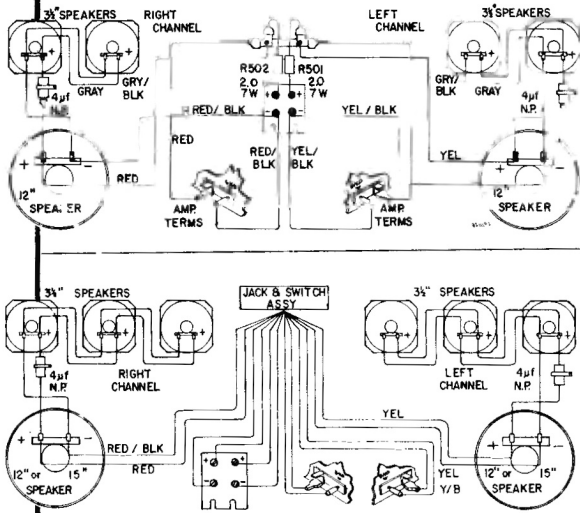 3½" SPEAKERS
RIGHT
CHANNEL
LEFT
CHANNEL
3½" SPEAKERS
+
+
+
+
GRY/
BLK
GRAY
4µf
N.P.
R502
2.0
7W
R501
2.0
7W
GRY/
BLK
GRAY
4µf
N.P.
RED/ BLK
YEL / BLK
RED
RED/
BLK
YEL/
BLK
+ -
RED
12"
SPEAKER
AMP.
TERMS
AMP.
TERMS
YEL
+ -
12"
SPEAKER
3½" SPEAKERS
JACK & SWITCH
ASSY
3½" SPEAKERS
+
+
+
+
+
+
4µf
N.P.
RIGHT
CHANNEL
LEFT
CHANNEL
4µf
N.P.
+ -
RED / BLK
RED
12" or 15"
SPEAKER
+ +
- -
YEL
YEL
Y/B
+ -
12" or 15"
SPEAKER